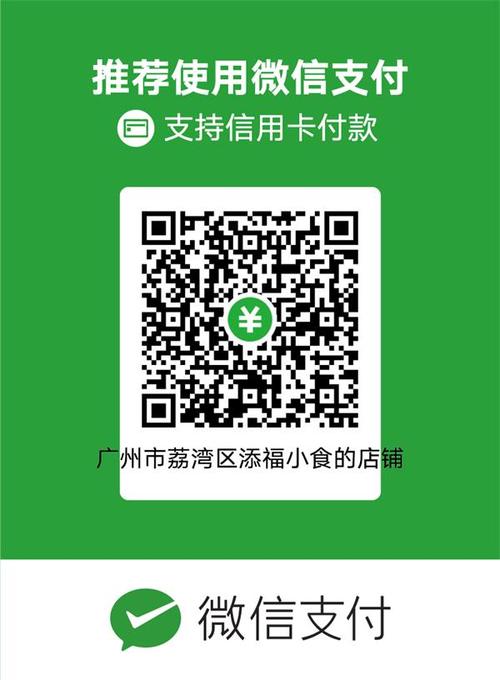 推荐使用微信支付
支持信用卡付款
¥
广州市荔湾区添福小食的店铺
微信支付